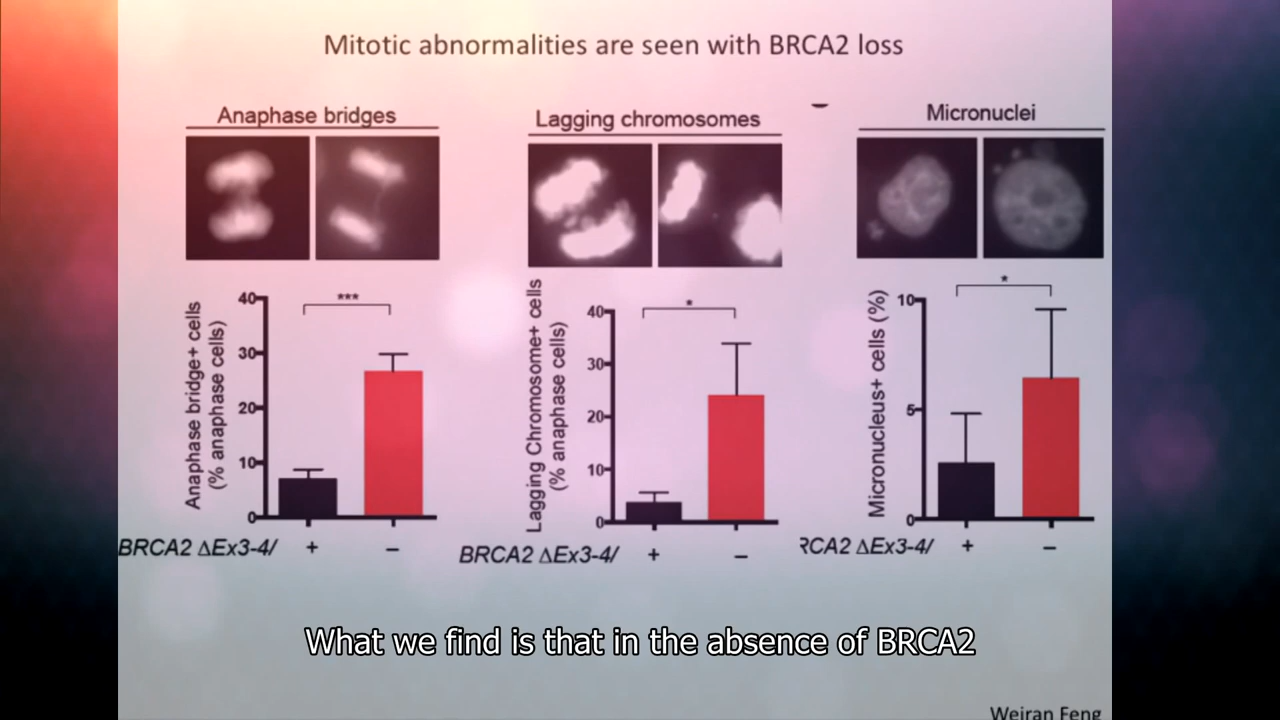 Mitotic abnormalities are seen with BRCA2 loss
Anaphase bridges
Anaphase bridge+ cells
(% anaphase cells)
40
30
20
10
0
***
BRCA2 ΔEx3-4/
+
–
Lagging chromosomes
Lagging Chromosome+ cells
(% anaphase cells)
40
30
20
10
0
*
BRCA2 ΔEx3-4/
+
–
Micronuclei
Micronucleus+ cells (%)
10
5
0
*
RCA2 ΔEx3-4/
+
–
What we find is that in the absence of BRCA2
Weiran Feng